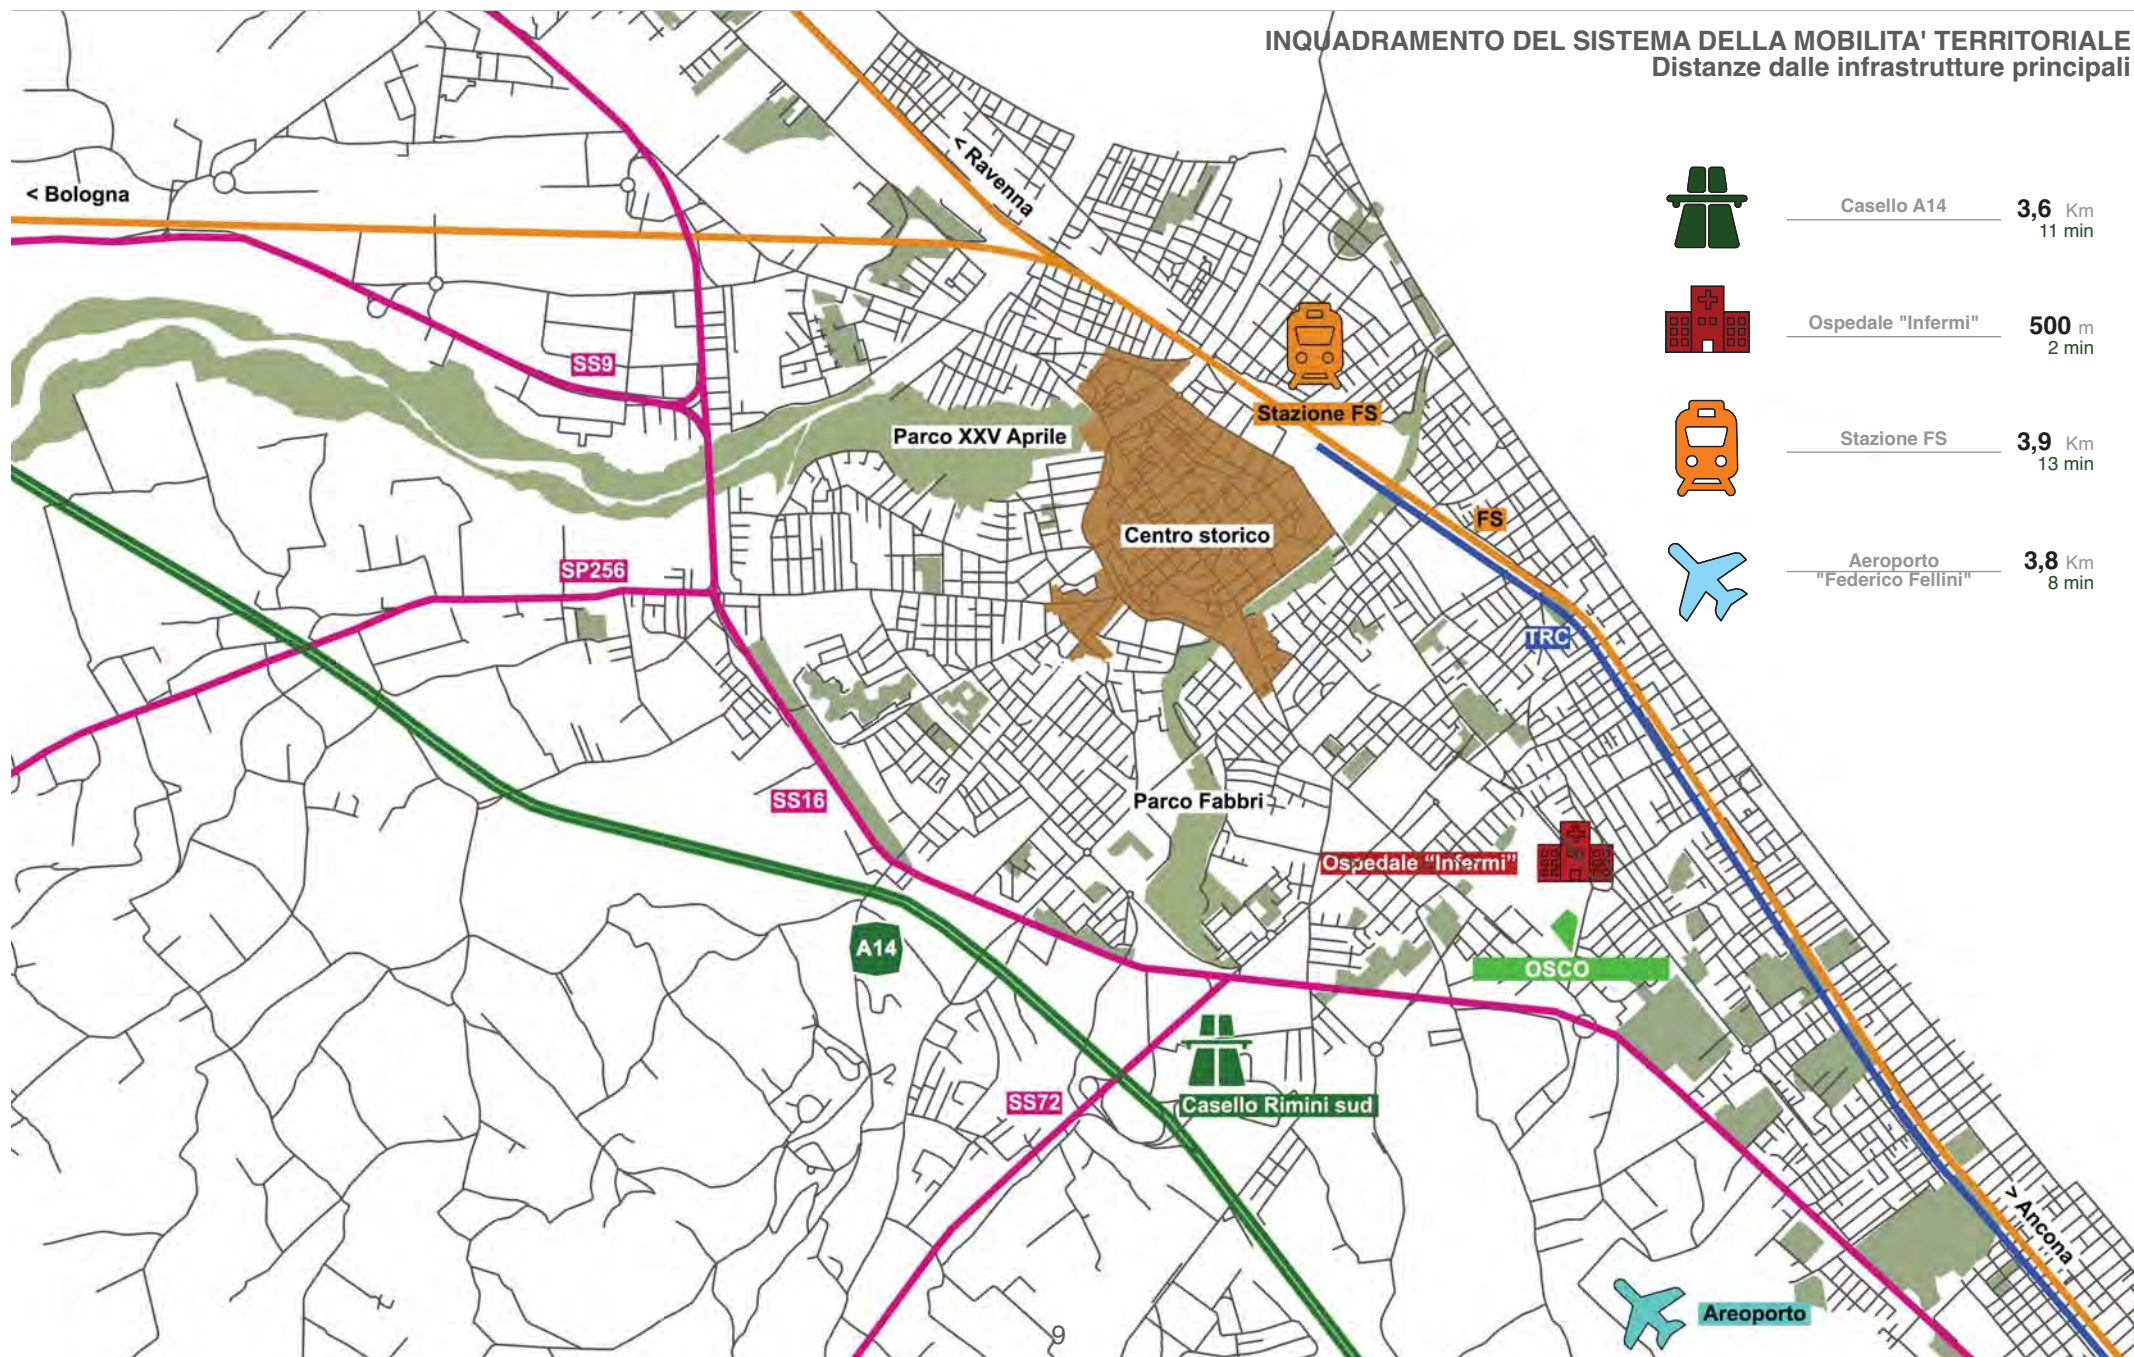 INQUADRAMENTO DEL SISTEMA DELLA MOBILITA' TERRITORIALE
Distanze dalle infrastrutture principali
Casello A14
3,6 Km
11 min
Ospedale "Infermi"
500 m
2 min
Stazione FS
3,9 Km
13 min
Aeroporto
"Federico Fellini"
3,8 Km
8 min
< Bologna
< Ravenna
SS9
Stazione FS
Parco XXV Aprile
FS
Centro storico
SP256
TRC
SS16
Parco Fabbri
Ospedale “Infermi”
A14
OSCO
SS72
Casello Rimini sud
> Ancona
Areoporto
9